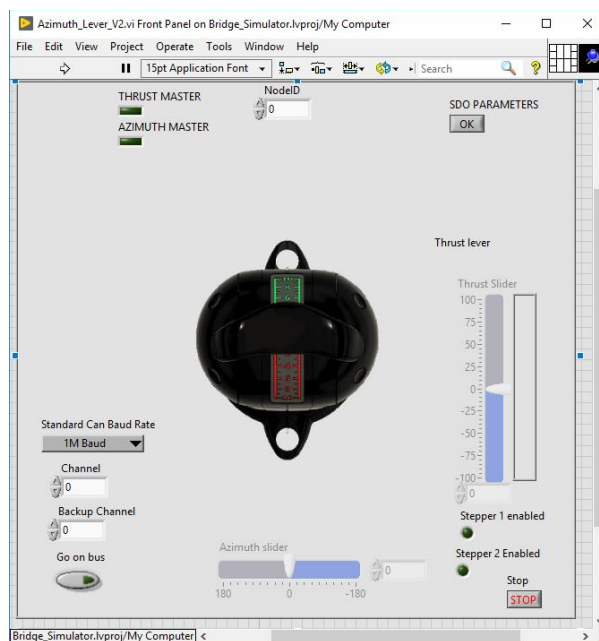 Azimuth_Lever_V2.vi Front Panel on Bridge_Simulator.lvproj/My Computer
File Edit View Project Operate Tools Window Help
15pt Application Font Search
THRUST MASTER
NodeID
0
AZIMUTH MASTER
SDO PARAMETERS
OK
Thrust lever
Thrust Slider
100
75
50
25
0
-25
-50
-75
-100
0
Standard Can Baud Rate
1M Baud
Channel
0
Backup Channel
0
Go on bus
Azimuth slider
180 0 -180
0
Stepper 1 enabled
Stepper 2 Enabled
Stop
STOP
Bridge_Simulator.lvproj/My Computer